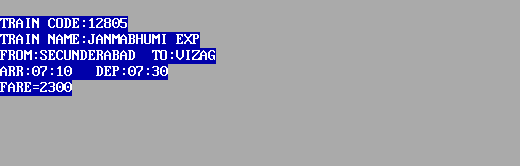 TRAIN CODE:12805
TRAIN NAME:JANMABHUMI EXP
FROM:SECUNDERABAD  TO:VIZAG
ARR:07:10   DEP:07:30
FARE=2300